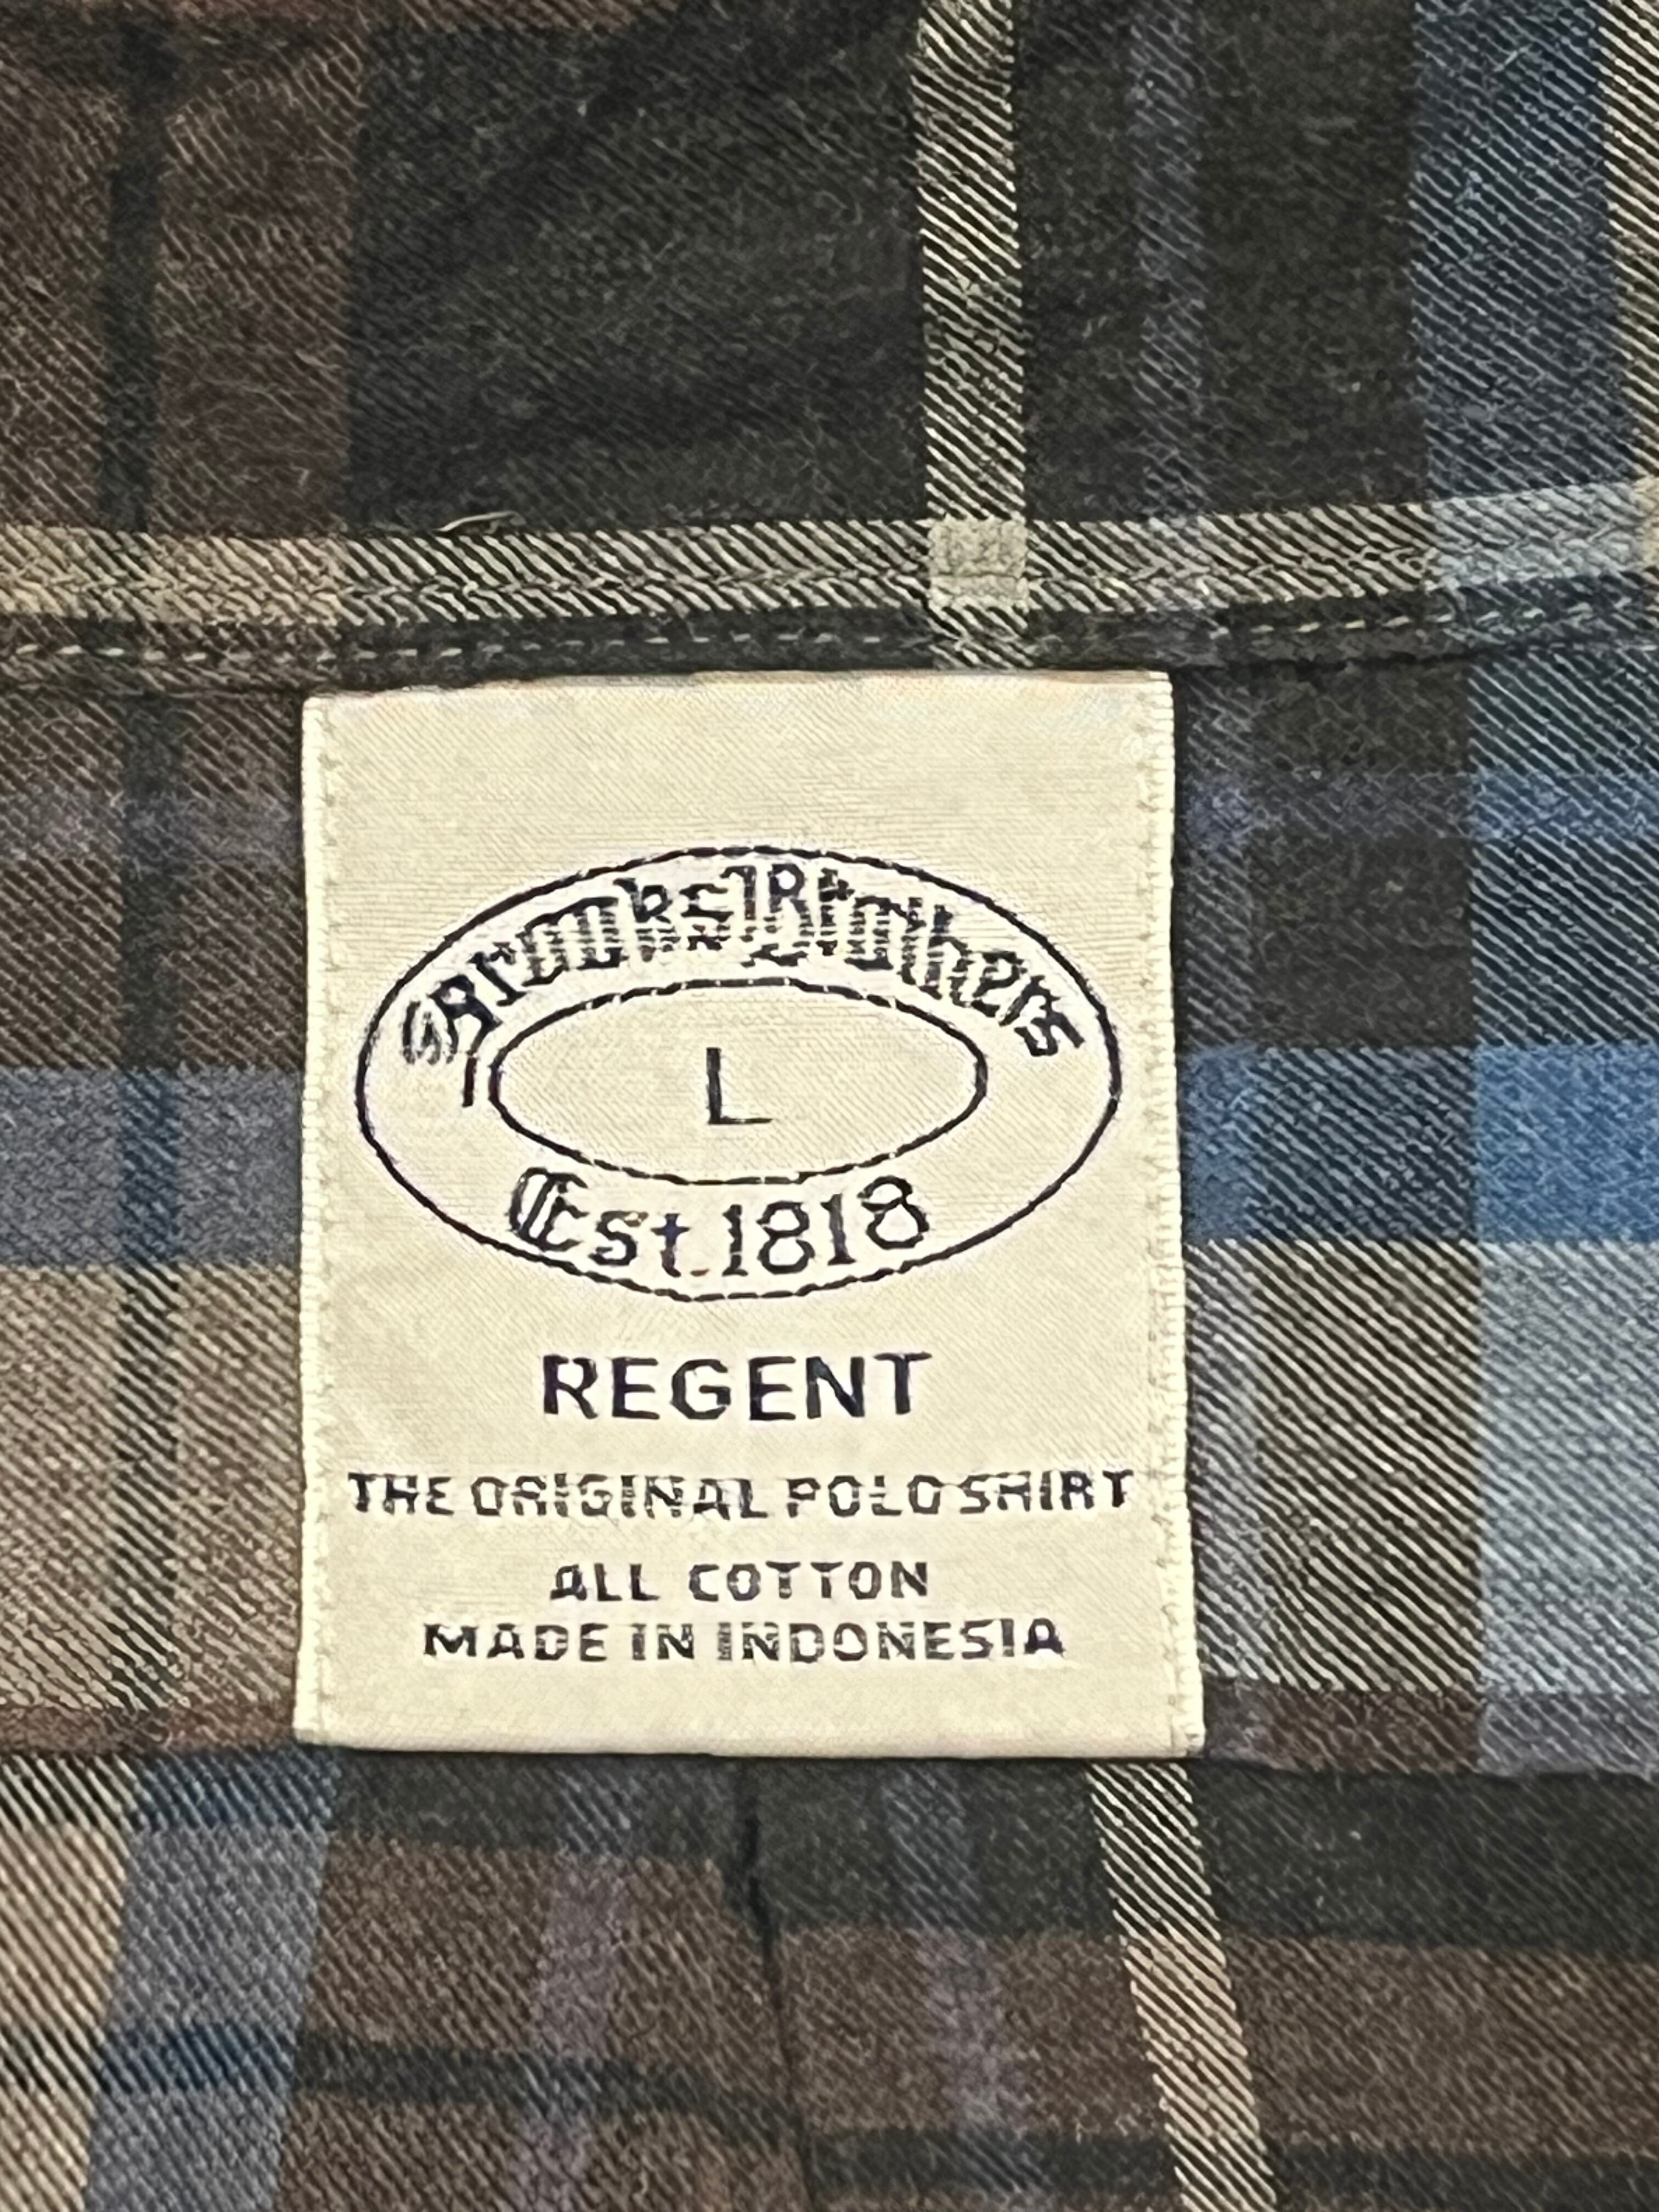 Brooks Brothers
L
Est. 1818
REGENT
THE ORIGINAL POLO SHIRT
ALL COTTON
MADE IN INDONESIA